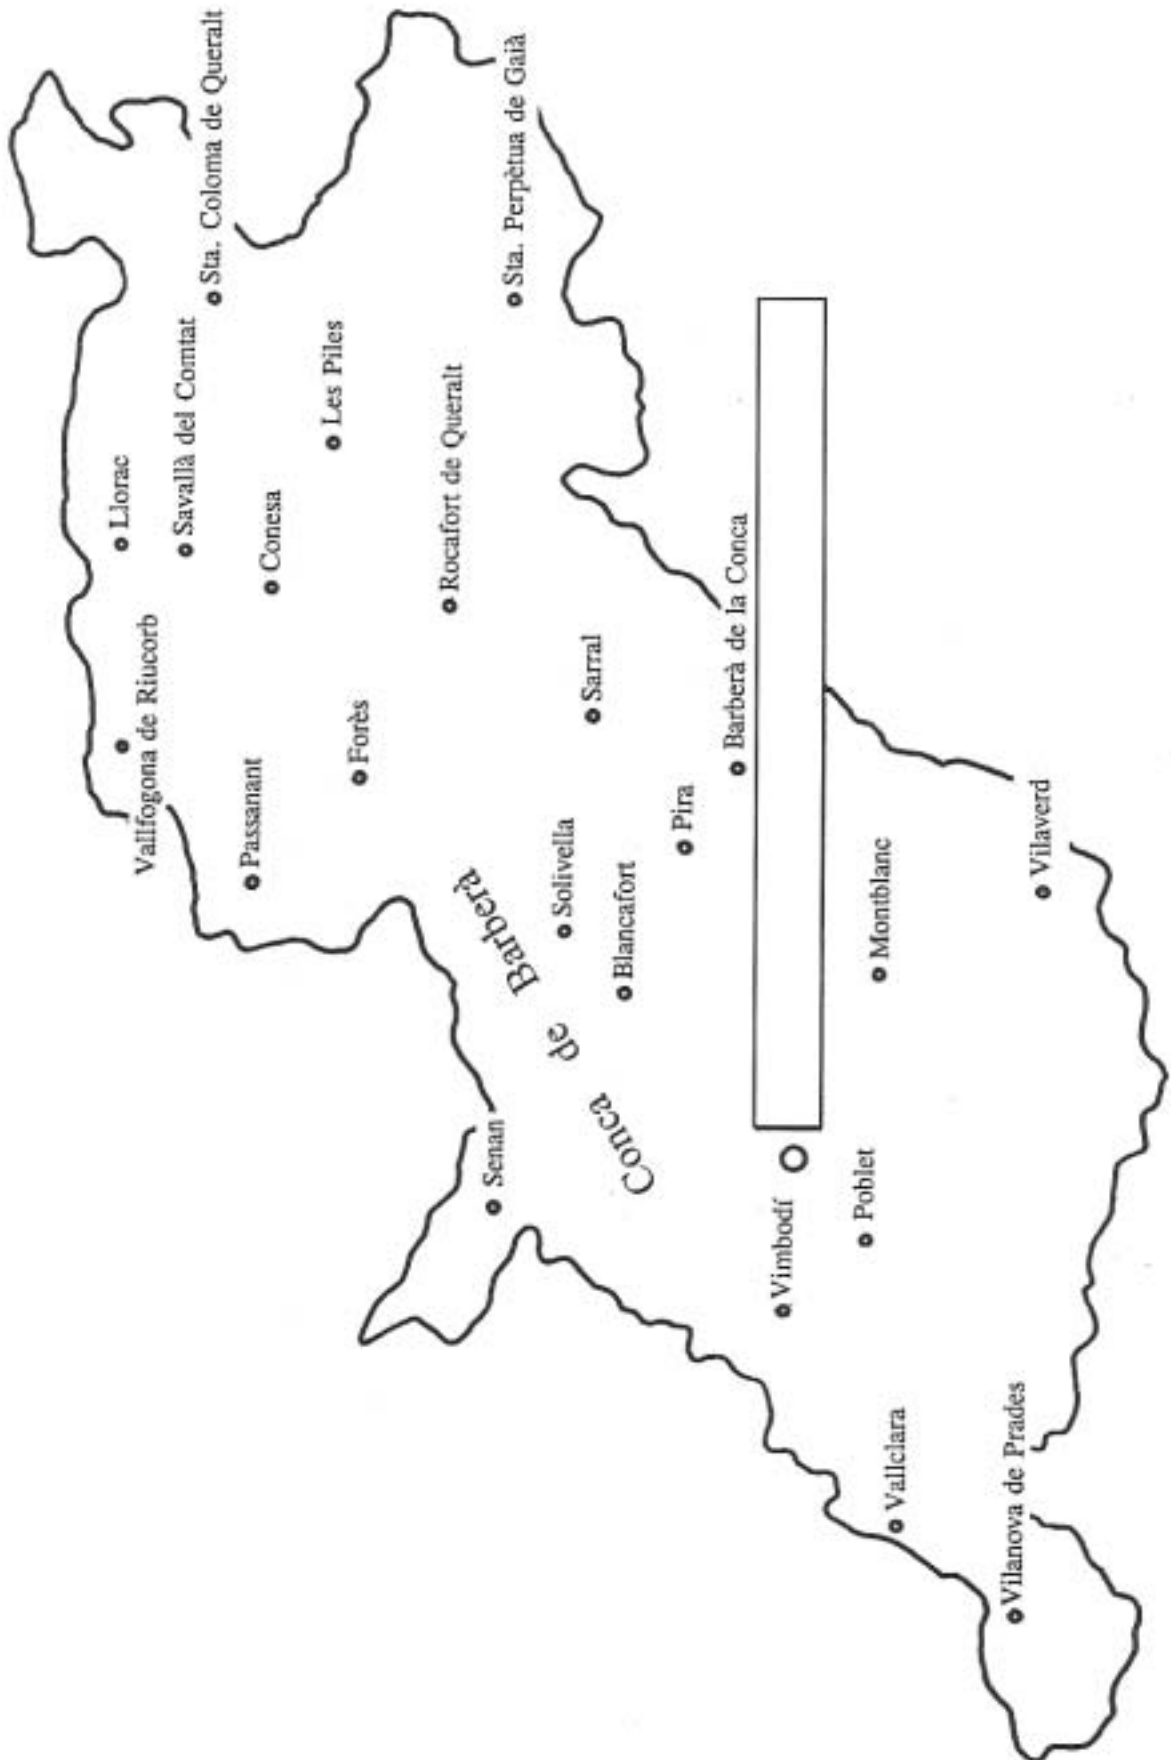 Sta. Coloma de Queralt
Llorac
Savallà del Comtat
Vallfogona de Riucorb
Conesa
Les Piles
Sta. Perpètua de Gaià
Passanant
Forès
Rocafort de Queralt
Sarral
Solivella
Blancafort
Pira
Barberà de la Conca
Conca de Barberà
Senan
Montblanc
Vilaverd
Vimbodí
Poblet
Vallclara
Vilanova de Prades